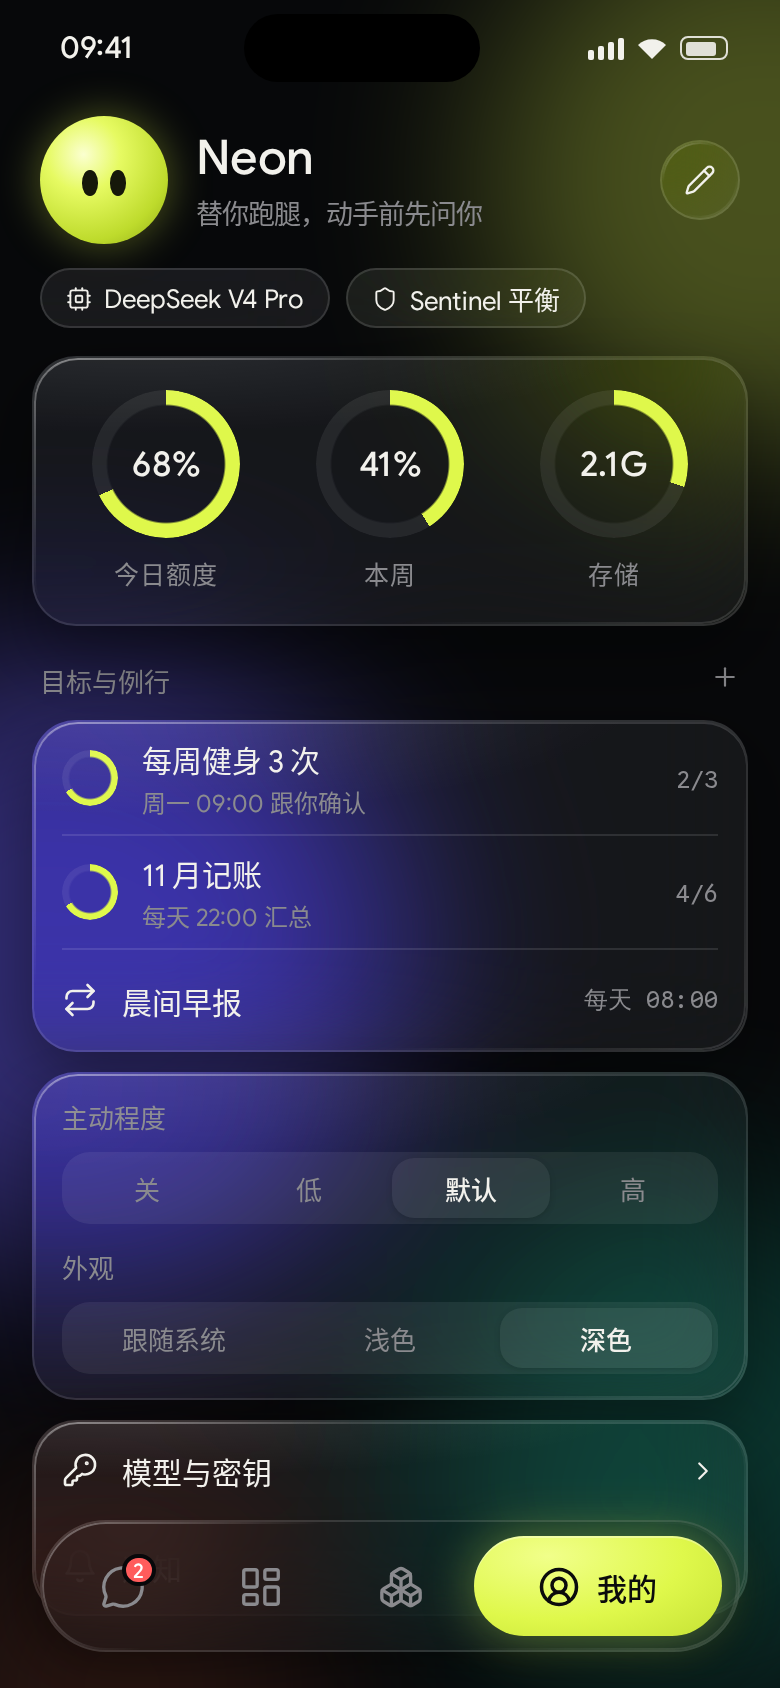 09:41
Neon
替你跑腿，动手前先问你
DeepSeek V4 Pro
Sentinel 平衡
68%
41%
2.1G
今日额度
本周
存储
目标与例行
每周健身 3 次
周一 09:00 跟你确认
2/3
11 月记账
每天 22:00 汇总
4/6
晨间早报
每天 08:00
主动程度
关
低
默认
高
外观
跟随系统
浅色
深色
模型与密钥
知
2
我的